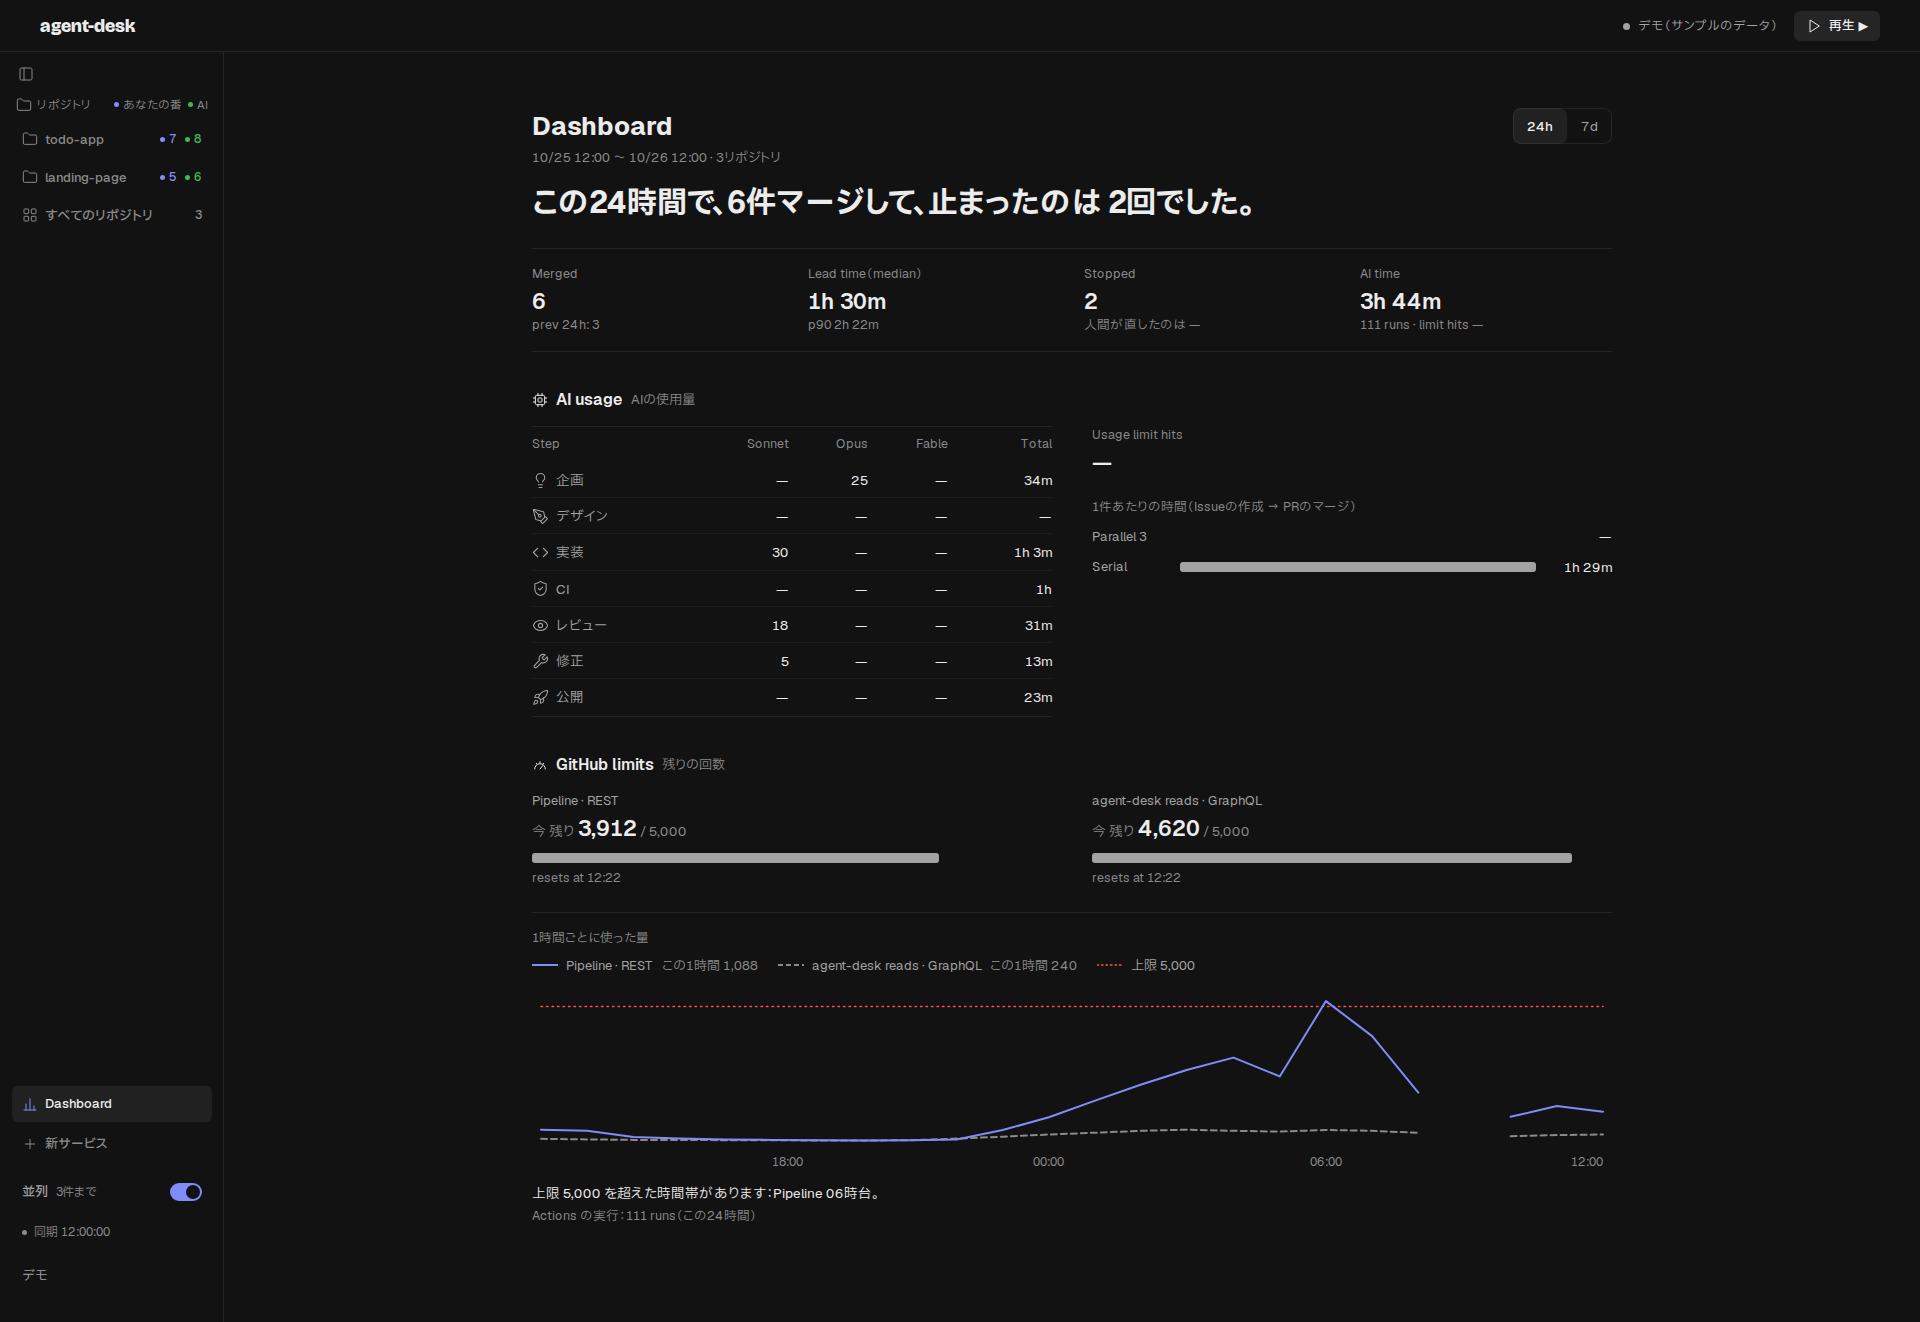 agent-desk
デモ（サンプルのデータ）
再生 ▶
リポジトリ あなたの番 AI
todo-app 7 8
landing-page 5 6
すべてのリポジトリ 3
Dashboard
24h 7d
10/25 12:00 〜 10/26 12:00 · 3リポジトリ
この24時間で、6件マージして、止まったのは 2回でした。
Merged
6
prev 24h: 3
Lead time（median）
1h 30m
p90 2h 22m
Stopped
2
人間が直したのは —
AI time
3h 44m
111 runs · limit hits —
AI usage AIの使用量
Step Sonnet Opus Fable Total
企画 — 25 — 34m
デザイン — — — —
実装 30 — — 1h 3m
CI — — — 1h
レビュー 18 — — 31m
修正 5 — — 13m
公開 — — — 23m
Usage limit hits
—
1件あたりの時間（Issueの作成 → PRのマージ）
Parallel 3 —
Serial 1h 29m
GitHub limits 残りの回数
Pipeline · REST
今 残り 3,912 / 5,000
resets at 12:22
agent-desk reads · GraphQL
今 残り 4,620 / 5,000
resets at 12:22
1時間ごとに使った量
Pipeline · REST この1時間 1,088 agent-desk reads · GraphQL この1時間 240 上限 5,000
18:00 00:00 06:00 12:00
上限 5,000 を超えた時間帯があります：Pipeline 06時台。
Actions の実行：111 runs（この24時間）
Dashboard
新サービス
並列 3件まで
同期 12:00:00
デモ